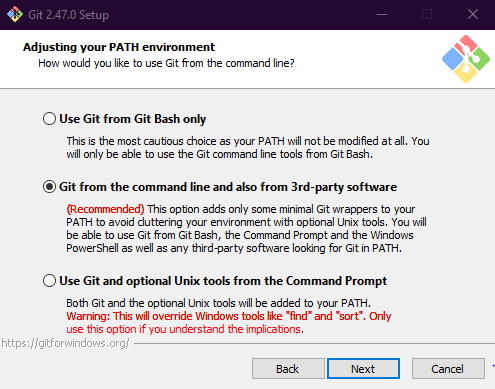 Git 2.47.0 Setup
Adjusting your PATH environment
How would you like to use Git from the command line?
Use Git from Git Bash only
This is the most cautious choice as your PATH will not be modified at all. You
will only be able to use the Git command line tools from Git Bash.
Git from the command line and also from 3rd-party software
(Recommended) This option adds only some minimal Git wrappers to your
PATH to avoid cluttering your environment with optional Unix tools. You will
be able to use Git from Git Bash, the Command Prompt and the Windows
PowerShell as well as any third-party software looking for Git in PATH.
Use Git and optional Unix tools from the Command Prompt
Both Git and the optional Unix tools will be added to your PATH.
Warning: This will override Windows tools like "find" and "sort". Only
use this option if you understand the implications.
https://gitforwindows.org/
Back
Next
Cancel